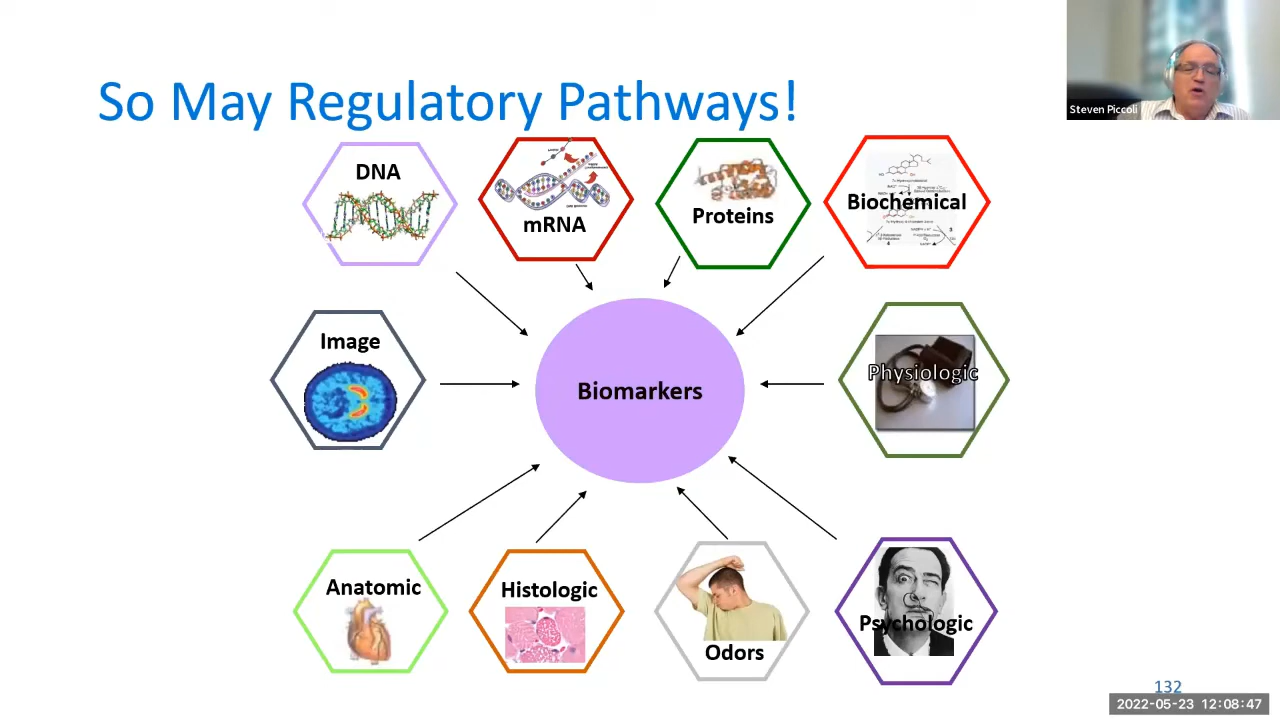 So May Regulatory Pathways!
Steven Piccoli
DNA
mRNA
Proteins
Biochemical
Image
Biomarkers
Physiologic
Anatomic
Histologic
Odors
Psychologic
132
2022-05-23 12:08:47